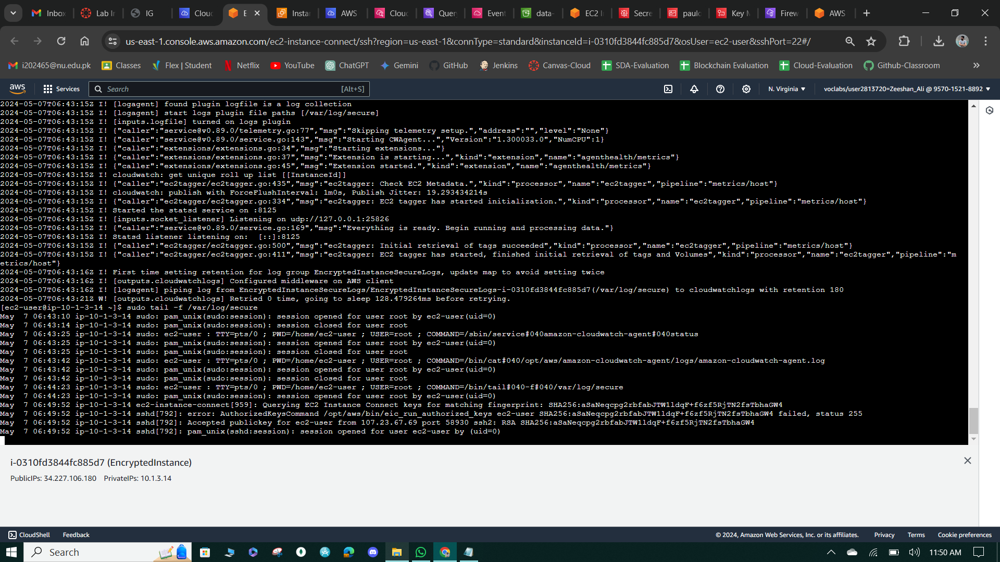 Inbox
Lab Ir
IG
Cloud
E
Instan
AWS
Cloud
Query
Event
data-
EC2 I
Secre
paulo
Key M
Firew
AWS
us-east-1.console.aws.amazon.com/ec2-instance-connect/ssh?region=us-east-1&connType=standard&instanceId=i-0310fd3844fc885d7&osUser=ec2-user&sshPort=22#/
i202465@nu.edu.pk Classes Flex | Student Netflix YouTube ChatGPT Gemini GitHub Jenkins Canvas-Cloud SDA-Evaluation Blockchain Evaluation Cloud-Evaluation Github-Classroom
aws Services Search [Alt+S] N. Virginia voclabs/user2813720=Zeeshan_Ali @ 9570-1521-8892
2024-05-07T06:43:15Z I! [logagent] found plugin logfile is a log collection
2024-05-07T06:43:15Z I! [logagent] start logs plugin file paths [/var/log/secure]
2024-05-07T06:43:15Z I! [inputs.logfile] turned on logs plugin
2024-05-07T06:43:15Z I! {"caller":"service@v0.89.0/telemetry.go:77","msg":"Skipping telemetry setup.","address":"","level":"None"}
2024-05-07T06:43:15Z I! {"caller":"service@v0.89.0/service.go:143","msg":"Starting CWAgent...","Version":"1.300033.0","NumCPU":1}
2024-05-07T06:43:15Z I! {"caller":"extensions/extensions.go:34","msg":"Starting extensions..."}
2024-05-07T06:43:15Z I! {"caller":"extensions/extensions.go:37","msg":"Extension is starting...","kind":"extension","name":"agenthealth/metrics"}
2024-05-07T06:43:15Z I! {"caller":"extensions/extensions.go:45","msg":"Extension started.","kind":"extension","name":"agenthealth/metrics"}
2024-05-07T06:43:15Z I! cloudwatch: get unique roll up list [[InstanceId]]
2024-05-07T06:43:15Z I! {"caller":"ec2tagger/ec2tagger.go:435","msg":"ec2tagger: Check EC2 Metadata.","kind":"processor","name":"ec2tagger","pipeline":"metrics/host"}
2024-05-07T06:43:15Z I! cloudwatch: publish with ForceFlushInterval: 1m0s, Publish Jitter: 19.293434214s
2024-05-07T06:43:15Z I! {"caller":"ec2tagger/ec2tagger.go:334","msg":"ec2tagger: EC2 tagger has started initialization.","kind":"processor","name":"ec2tagger","pipeline":"metrics/host"}
2024-05-07T06:43:15Z I! Started the statsd service on :8125
2024-05-07T06:43:15Z I! [inputs.socket_listener] Listening on udp://127.0.0.1:25826
2024-05-07T06:43:15Z I! {"caller":"service@v0.89.0/service.go:169","msg":"Everything is ready. Begin running and processing data."}
2024-05-07T06:43:15Z I! Statsd listener listening on:  [::]:8125
2024-05-07T06:43:15Z I! {"caller":"ec2tagger/ec2tagger.go:500","msg":"ec2tagger: Initial retrieval of tags succeeded","kind":"processor","name":"ec2tagger","pipeline":"metrics/host"}
2024-05-07T06:43:15Z I! {"caller":"ec2tagger/ec2tagger.go:411","msg":"ec2tagger: EC2 tagger has started, finished initial retrieval of tags and Volumes","kind":"processor","name":"ec2tagger","pipeline":"m
etrics/host"}
2024-05-07T06:43:16Z I! First time setting retention for log group EncryptedInstanceSecureLogs, update map to avoid setting twice
2024-05-07T06:43:16Z I! [outputs.cloudwatchlogs] Configured middleware on AWS client
2024-05-07T06:43:16Z I! [logagent] piping log from EncryptedInstanceSecureLogs/EncryptedInstanceSecureLogs-i-0310fd3844fc885d7(/var/log/secure) to cloudwatchlogs with retention 180
2024-05-07T06:43:21Z W! [outputs.cloudwatchlogs] Retried 0 time, going to sleep 128.479264ms before retrying.
[ec2-user@ip-10-1-3-14 ~]$ sudo tail -f /var/log/secure
May  7 06:43:10 ip-10-1-3-14 sudo: pam_unix(sudo:session): session opened for user root by ec2-user(uid=0)
May  7 06:43:14 ip-10-1-3-14 sudo: pam_unix(sudo:session): session closed for user root
May  7 06:43:25 ip-10-1-3-14 sudo: ec2-user : TTY=pts/0 ; PWD=/home/ec2-user ; USER=root ; COMMAND=/sbin/service#040amazon-cloudwatch-agent#040status
May  7 06:43:25 ip-10-1-3-14 sudo: pam_unix(sudo:session): session opened for user root by ec2-user(uid=0)
May  7 06:43:25 ip-10-1-3-14 sudo: pam_unix(sudo:session): session closed for user root
May  7 06:43:42 ip-10-1-3-14 sudo: ec2-user : TTY=pts/0 ; PWD=/home/ec2-user ; USER=root ; COMMAND=/bin/cat#040/opt/aws/amazon-cloudwatch-agent/logs/amazon-cloudwatch-agent.log
May  7 06:43:42 ip-10-1-3-14 sudo: pam_unix(sudo:session): session opened for user root by ec2-user(uid=0)
May  7 06:43:42 ip-10-1-3-14 sudo: pam_unix(sudo:session): session closed for user root
May  7 06:44:23 ip-10-1-3-14 sudo: ec2-user : TTY=pts/0 ; PWD=/home/ec2-user ; USER=root ; COMMAND=/bin/tail#040-f#040/var/log/secure
May  7 06:44:23 ip-10-1-3-14 sudo: pam_unix(sudo:session): session opened for user root by ec2-user(uid=0)
May  7 06:49:52 ip-10-1-3-14 ec2-instance-connect[959]: Querying EC2 Instance Connect keys for matching fingerprint: SHA256:aSaNeqcpg2rbfabJTW1ldqF+f6zf5RjTN2fsTbhaGW4
May  7 06:49:52 ip-10-1-3-14 sshd[792]: error: AuthorizedKeysCommand /opt/aws/bin/eic_run_authorized_keys ec2-user SHA256:aSaNeqcpg2rbfabJTW1ldqF+f6zf5RjTN2fsTbhaGW4 failed, status 255
May  7 06:49:52 ip-10-1-3-14 sshd[792]: Accepted publickey for ec2-user from 107.23.67.69 port 58930 ssh2: RSA SHA256:aSaNeqcpg2rbfabJTW1ldqF+f6zf5RjTN2fsTbhaGW4
May  7 06:49:52 ip-10-1-3-14 sshd[792]: pam_unix(sshd:session): session opened for user ec2-user by (uid=0)
i-0310fd3844fc885d7 (EncryptedInstance)
PublicIPs: 34.227.106.180 PrivateIPs: 10.1.3.14
CloudShell Feedback © 2024, Amazon Web Services, Inc. or its affiliates. Privacy Terms Cookie preferences
Search 11:50 AM